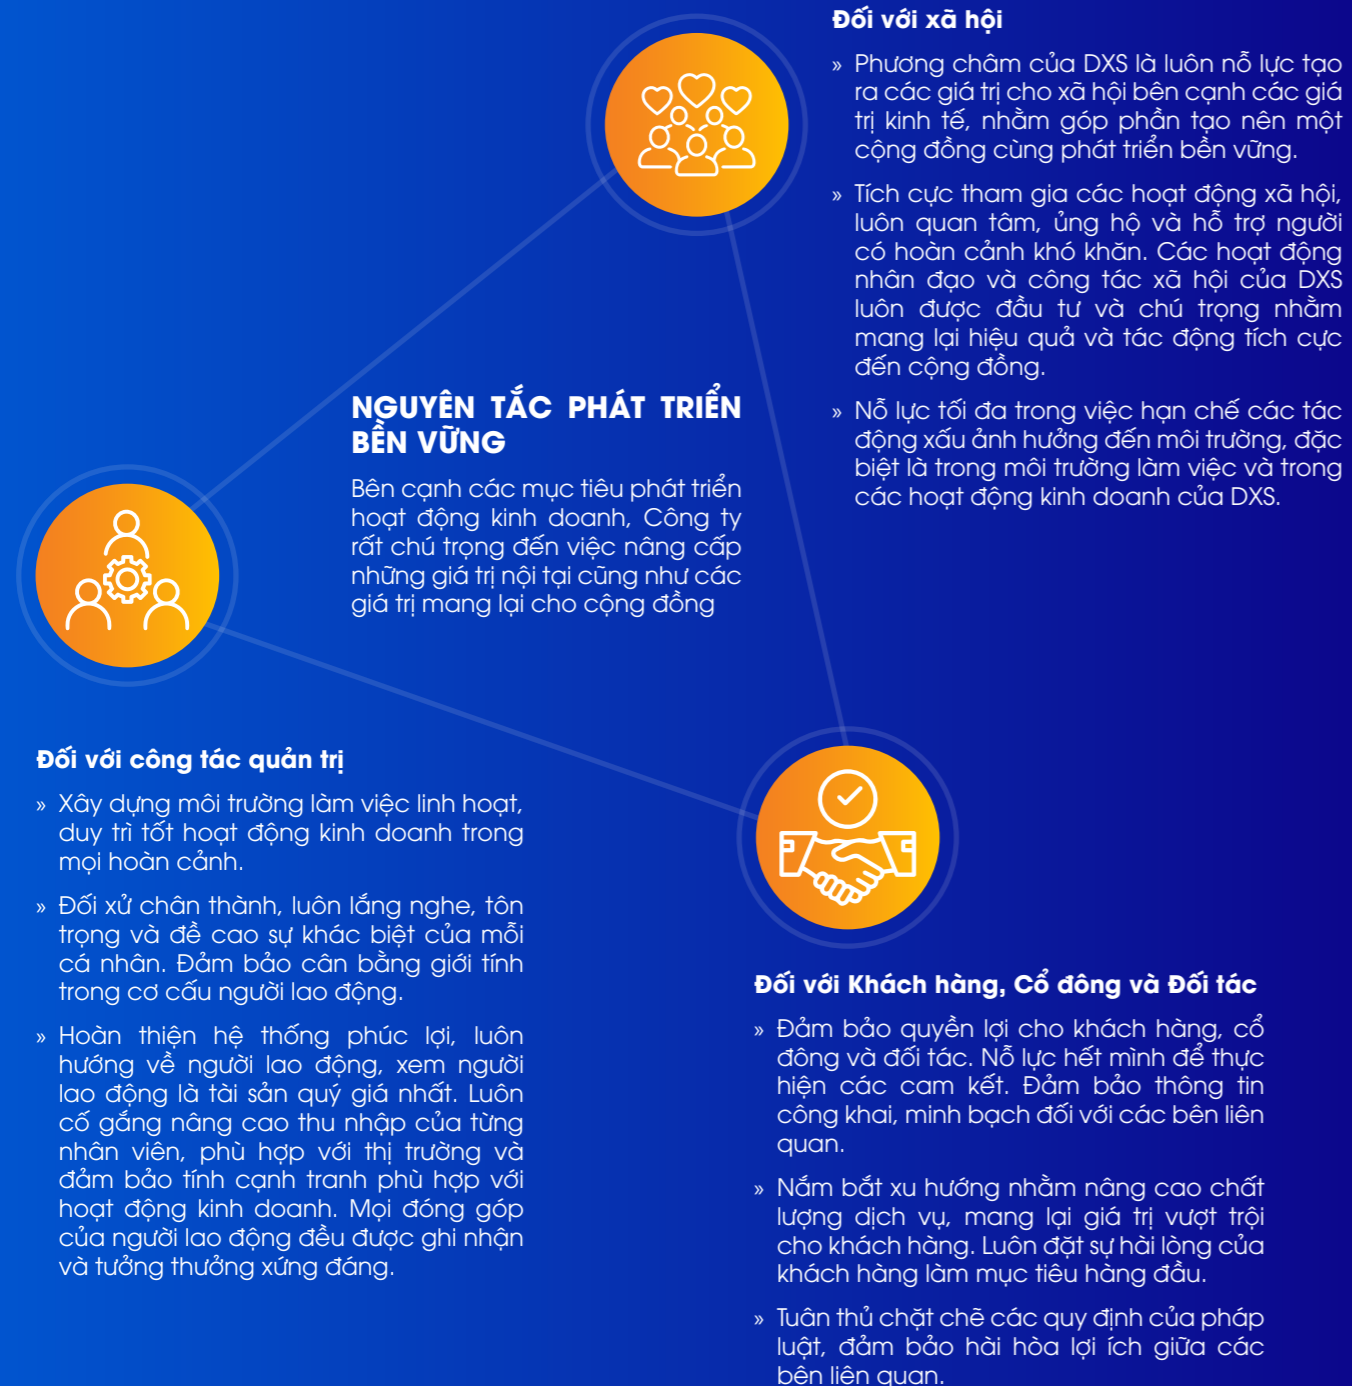 Đối với xã hội
» Phương châm của DXS là luôn nỗ lực tạo
ra các giá trị cho xã hội bên cạnh các giá
trị kinh tế, nhằm góp phần tạo nên một
cộng đồng cùng phát triển bền vững.
» Tích cực tham gia các hoạt động xã hội,
luôn quan tâm, ủng hộ và hỗ trợ người
có hoàn cảnh khó khăn. Các hoạt động
nhân đạo và công tác xã hội của DXS
luôn được đầu tư và chú trọng nhằm
mang lại hiệu quả và tác động tích cực
đến cộng đồng.
» Nỗ lực tối đa trong việc hạn chế các tác
động xấu ảnh hưởng đến môi trường, đặc
biệt là trong môi trường làm việc và trong
các hoạt động kinh doanh của DXS.
NGUYÊN TẮC PHÁT TRIỂN
BỀN VỮNG
Bên cạnh các mục tiêu phát triển
hoạt động kinh doanh, Công ty
rất chú trọng đến việc nâng cấp
những giá trị nội tại cũng như các
giá trị mang lại cho cộng đồng
Đối với công tác quản trị
» Xây dựng môi trường làm việc linh hoạt,
duy trì tốt hoạt động kinh doanh trong
mọi hoàn cảnh.
» Đối xử chân thành, luôn lắng nghe, tôn
trọng và đề cao sự khác biệt của mỗi
cá nhân. Đảm bảo cân bằng giới tính
trong cơ cấu người lao động.
» Hoàn thiện hệ thống phúc lợi, luôn
hướng về người lao động, xem người
lao động là tài sản quý giá nhất. Luôn
cố gắng nâng cao thu nhập của từng
nhân viên, phù hợp với thị trường và
đảm bảo tính cạnh tranh phù hợp với
hoạt động kinh doanh. Mọi đóng góp
của người lao động đều được ghi nhận
và tưởng thưởng xứng đáng.
Đối với Khách hàng, Cổ đông và Đối tác
» Đảm bảo quyền lợi cho khách hàng, cổ
đông và đối tác. Nỗ lực hết mình để thực
hiện các cam kết. Đảm bảo thông tin
công khai, minh bạch đối với các bên liên
quan.
» Nắm bắt xu hướng nhằm nâng cao chất
lượng dịch vụ, mang lại giá trị vượt trội
cho khách hàng. Luôn đặt sự hài lòng của
khách hàng làm mục tiêu hàng đầu.
» Tuân thủ chặt chẽ các quy định của pháp
luật, đảm bảo hài hòa lợi ích giữa các
bên liên quan.